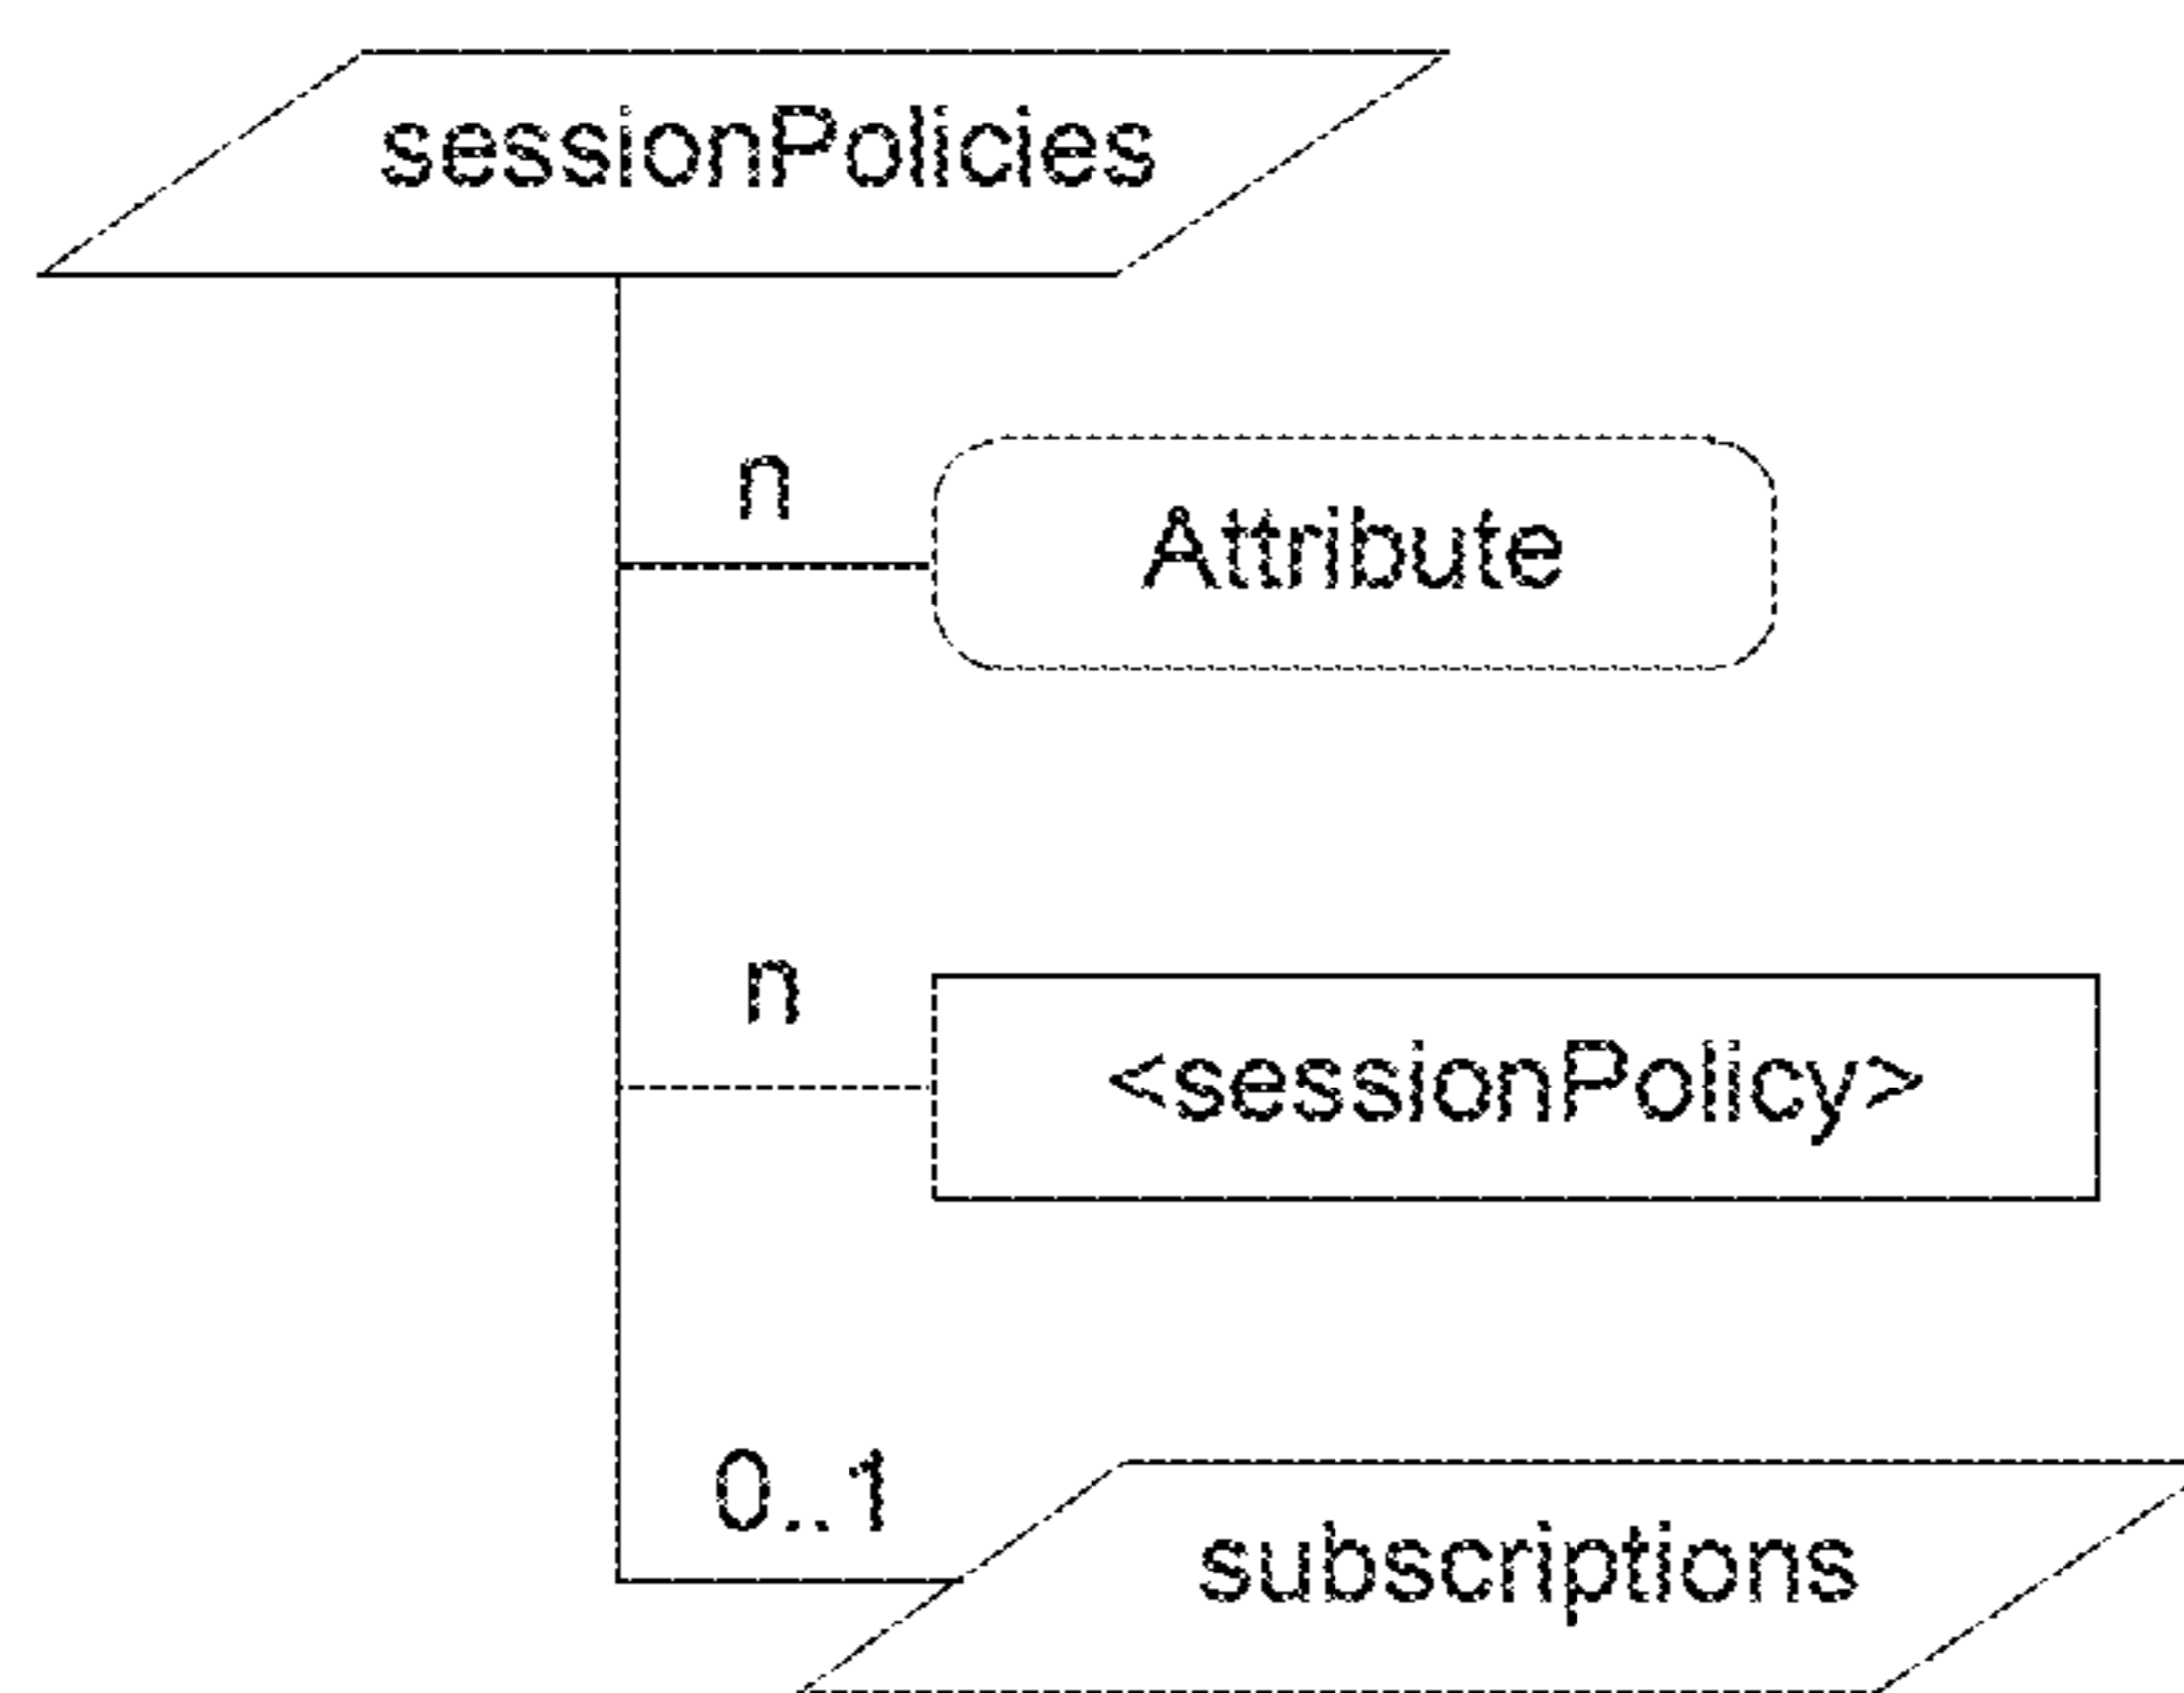 sessionPolicies
n
Attribute
n
<sessionPolicy>
0..1
subscriptions